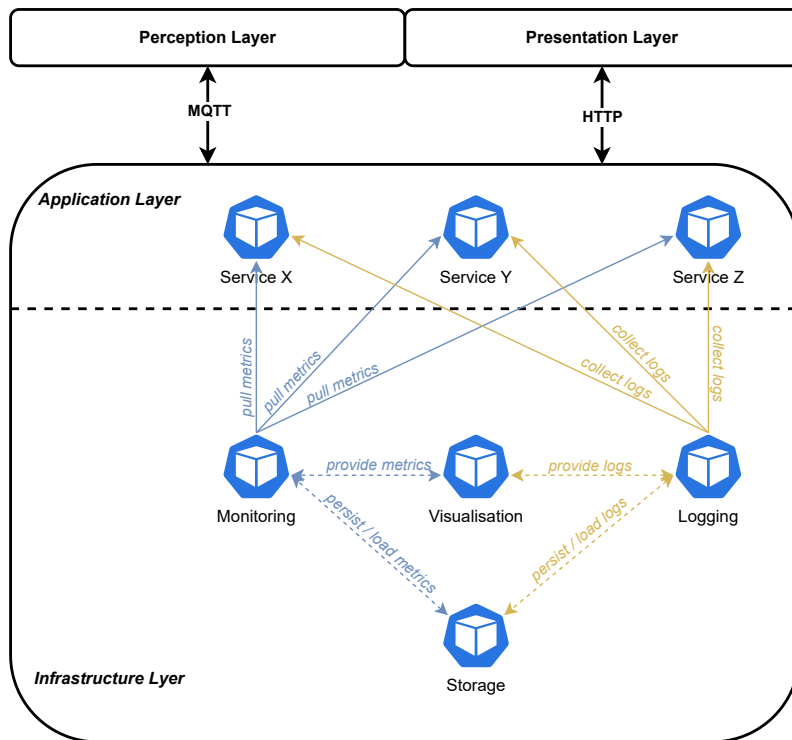 Perception Layer
Presentation Layer
MQTT
HTTP
Application Layer
Service X
Service Y
Service Z
pull metrics
pull metrics
pull metrics
collect logs
collect logs
collect logs
provide metrics
provide logs
Monitoring
Visualisation
Logging
persist / load metrics
persist / load logs
Infrastructure Lyer
Storage